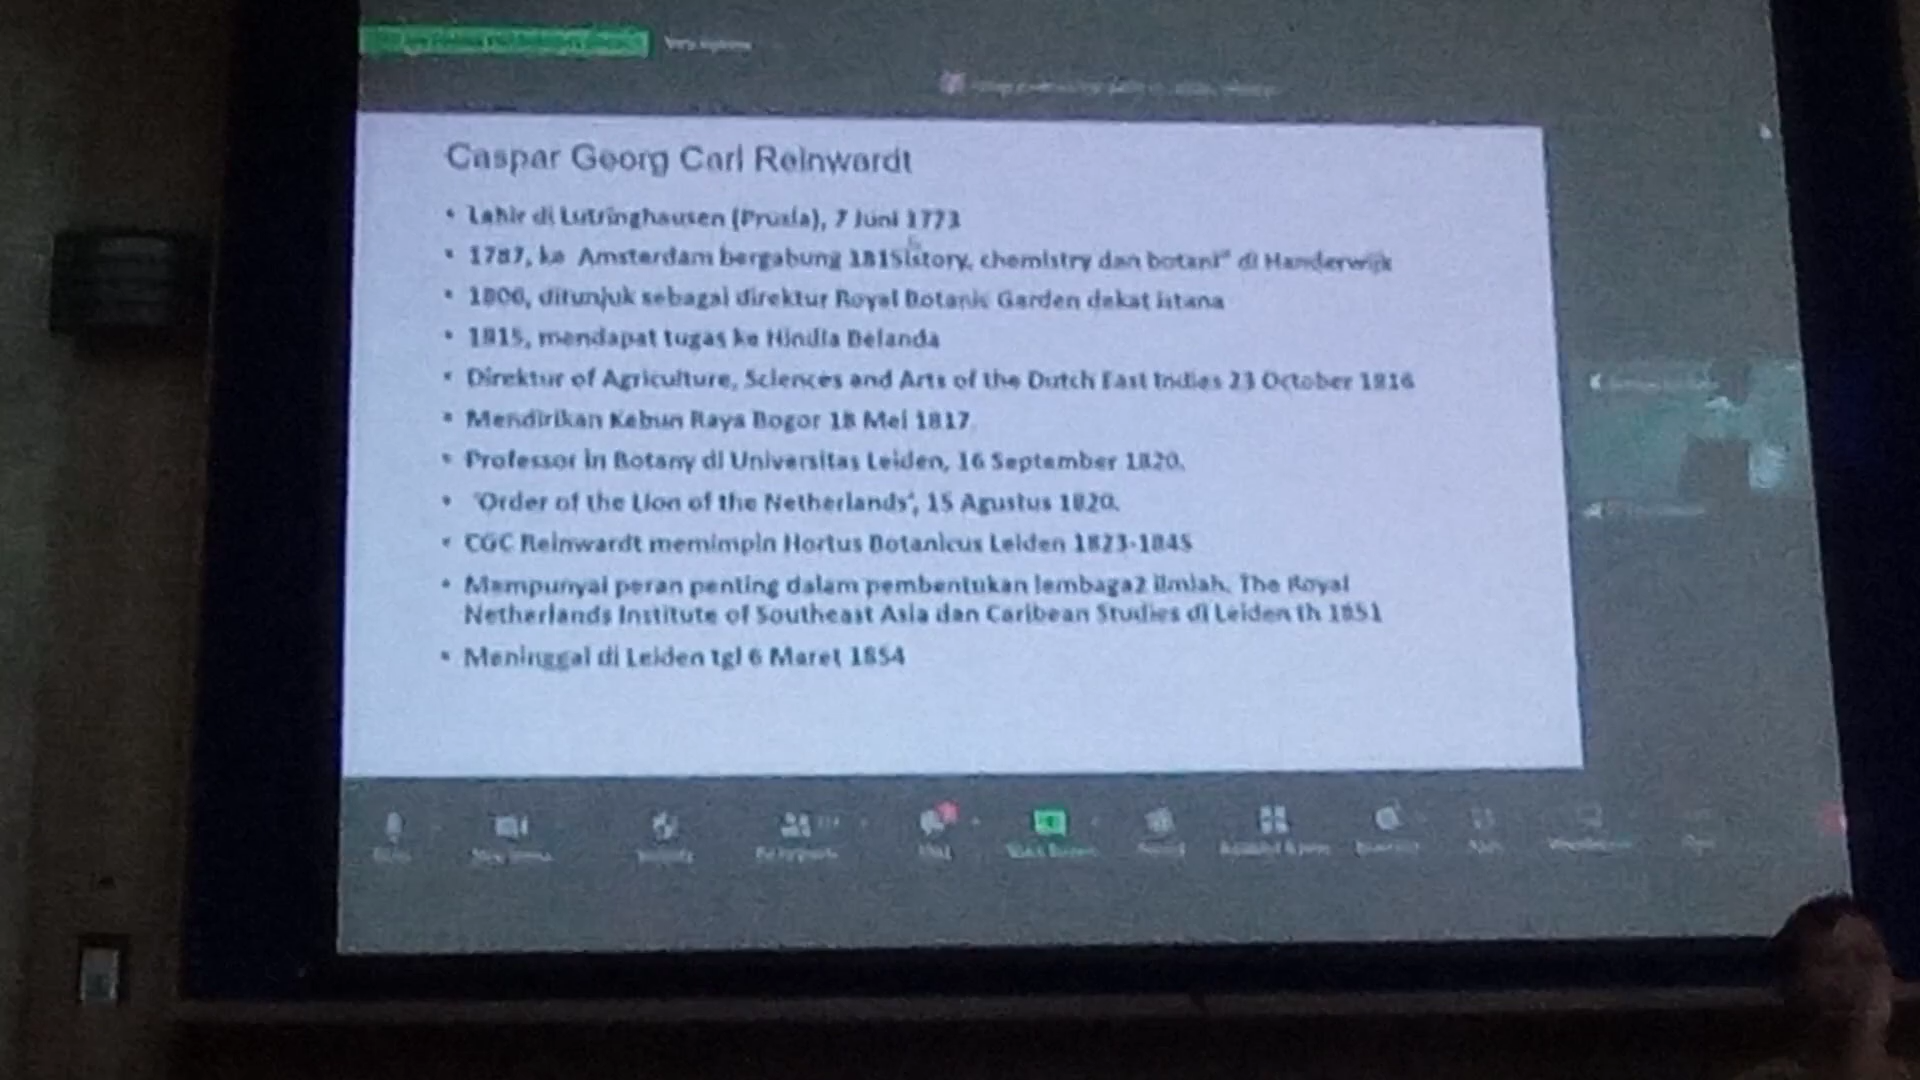 Caspar Georg Carl Reinwardt
• Lahir di Lutringhausen (Prusia), 7 Juni 1773
• 1787, ke Amsterdam bergabung 1815istory, chemistry dan botani" di Handerwijk
• 1806, ditunjuk sebagai direktur Royal Botanic Garden dekat istana
• 1815, mendapat tugas ke Hindia Belanda
• Direktur of Agriculture, Sciences and Arts of the Dutch East Indies 23 October 1816
• Mendirikan Kebun Raya Bogor 18 Mei 1817
• Professor in Botany di Universitas Leiden, 16 September 1820.
• 'Order of the Lion of the Netherlands', 15 Agustus 1820.
• CGC Reinwardt memimpin Hortus Botanicus Leiden 1823-1845
• Mempunyai peran penting dalam pembentukan lembaga2 ilmiah. The Royal
Netherlands Institute of Southeast Asia dan Caribean Studies di Leiden th 1851
• Meninggal di Leiden tgl 6 Maret 1854